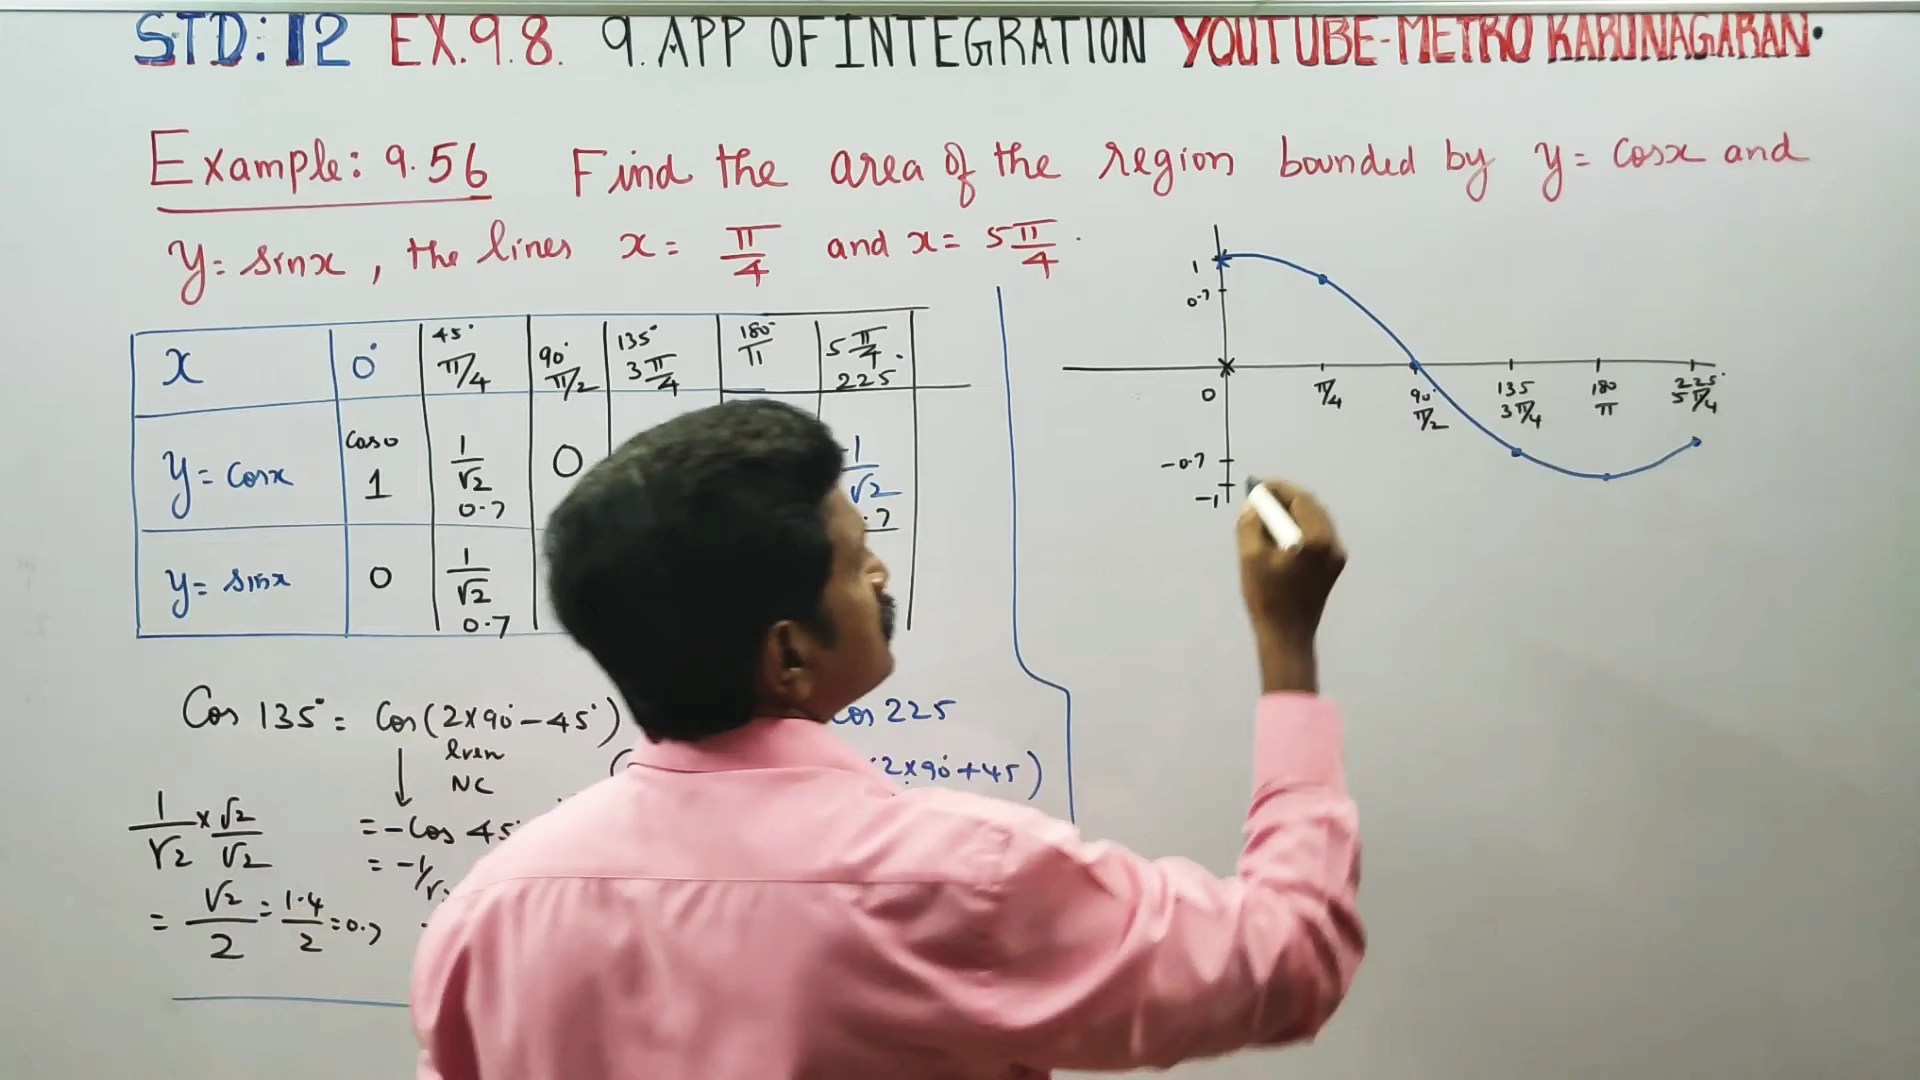 STD: 12 EX.9.8. 9. APP OF INTEGRATION YOUTUBE-METRO KARUNAGARAN.
Example: 9.56 Find the area of the region bounded by y = cosx and
y = sinx, the lines x = π/4 and x = 5π/4.
x 0° 45° π/4 90° π/2 135° 3π/4 180° π 5π/4. 225°
y = cosx cos0 1 1/√2 0.7 0 1/√2 .7
y = sinx 0 1/√2 0.7
Cos 135° = Cos(2×90°-45°)
even
NC
= -Cos 45°
= -1/√2
1/√2 × √2/√2
= √2/2 = 1.4/2 = 0.7
cos 225
(2×90°+45)
1
0.7
0 π/4 90° π/2 135 3π/4 180 π 225° 5π/4
-0.7
-1